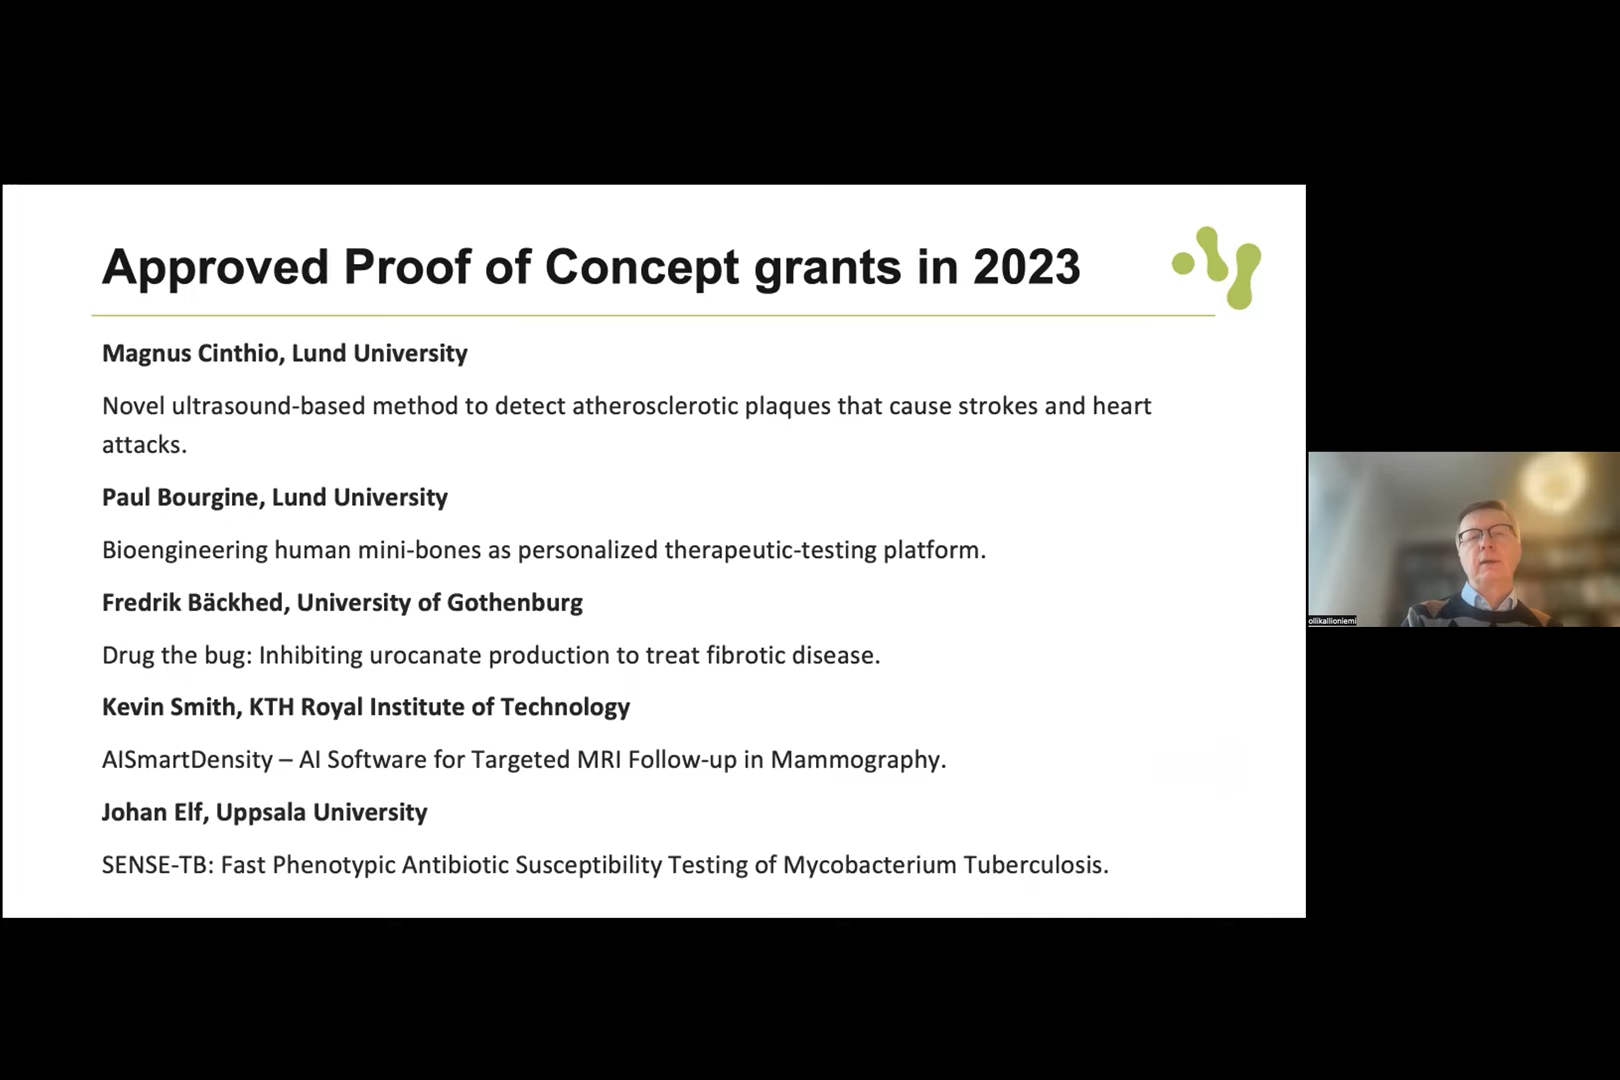 Approved Proof of Concept grants in 2023
Magnus Cinthio, Lund University
Novel ultrasound-based method to detect atherosclerotic plaques that cause strokes and heart
attacks.
Paul Bourgine, Lund University
Bioengineering human mini-bones as personalized therapeutic-testing platform.
Fredrik Bäckhed, University of Gothenburg
Drug the bug: Inhibiting urocanate production to treat fibrotic disease.
Kevin Smith, KTH Royal Institute of Technology
AISmartDensity – AI Software for Targeted MRI Follow-up in Mammography.
Johan Elf, Uppsala University
SENSE-TB: Fast Phenotypic Antibiotic Susceptibility Testing of Mycobacterium Tuberculosis.
ollikallioniemi